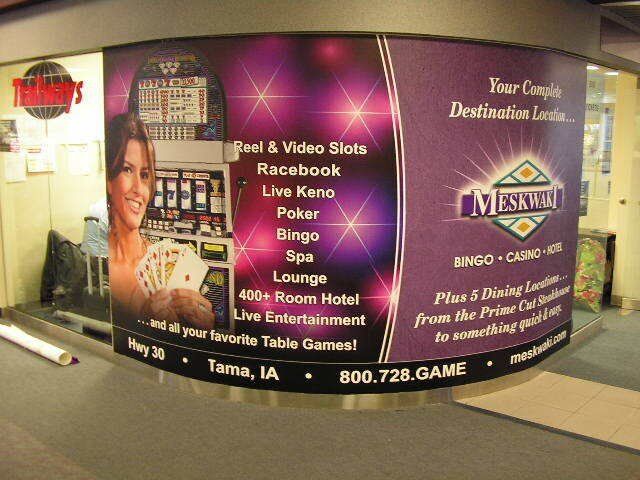 Trailways
Reel & Video Slots
Racebook
Live Keno
Poker
Bingo
Spa
Lounge
400+ Room Hotel
Live Entertainment
...and all your favorite Table Games!
Hwy 30 • Tama, IA • 800.728.GAME • meskwaki.com
Your Complete
Destination Location...
MESKWAKI
BINGO • CASINO • HOTEL
Plus 5 Dining Locations...
from the Prime Cut Steakhouse
to something quick & easy.